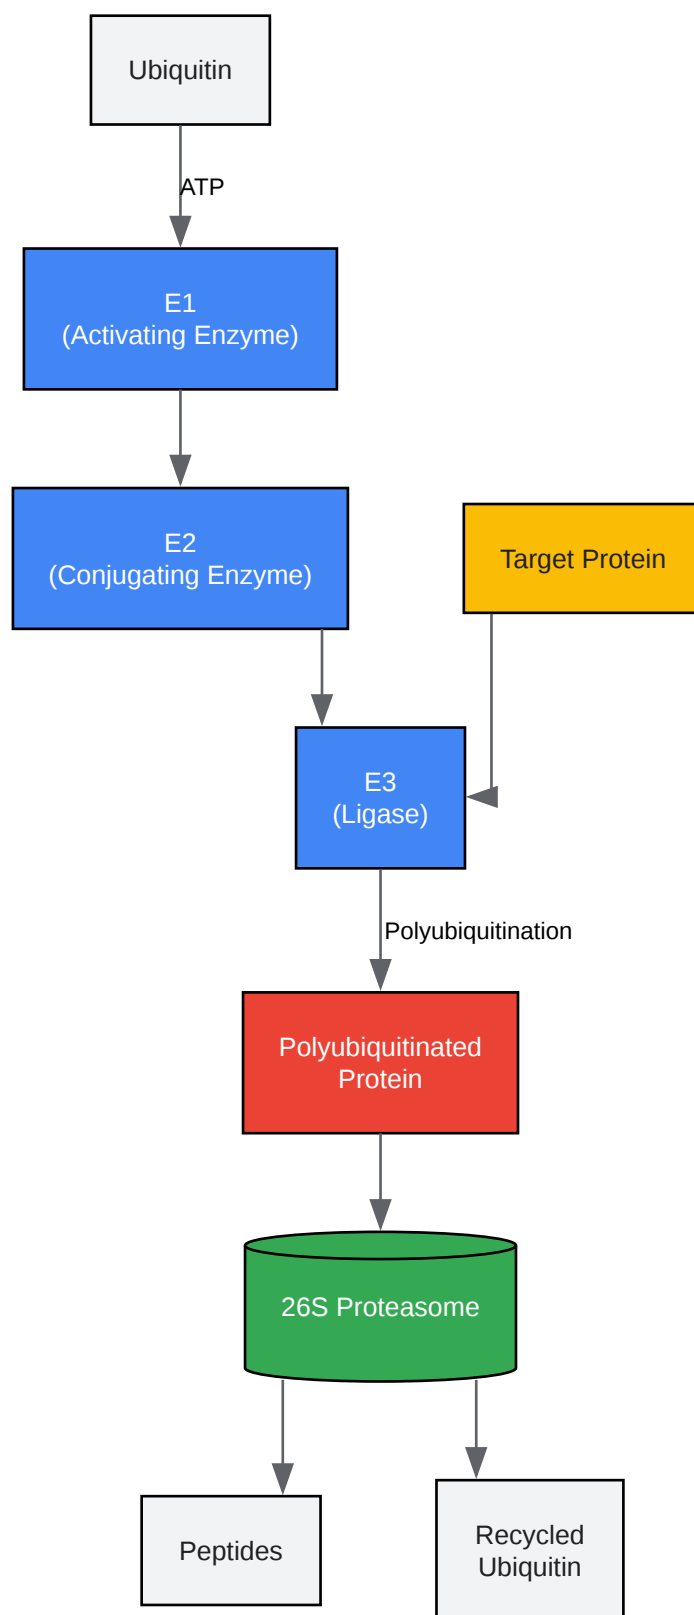 Ubiquitin
ATP
E1
(Activating Enzyme)
E2
(Conjugating Enzyme)
Target Protein
E3
(Ligase)
Polyubiquitination
Polyubiquitinated
Protein
26S Proteasome
Peptides
Recycled
Ubiquitin